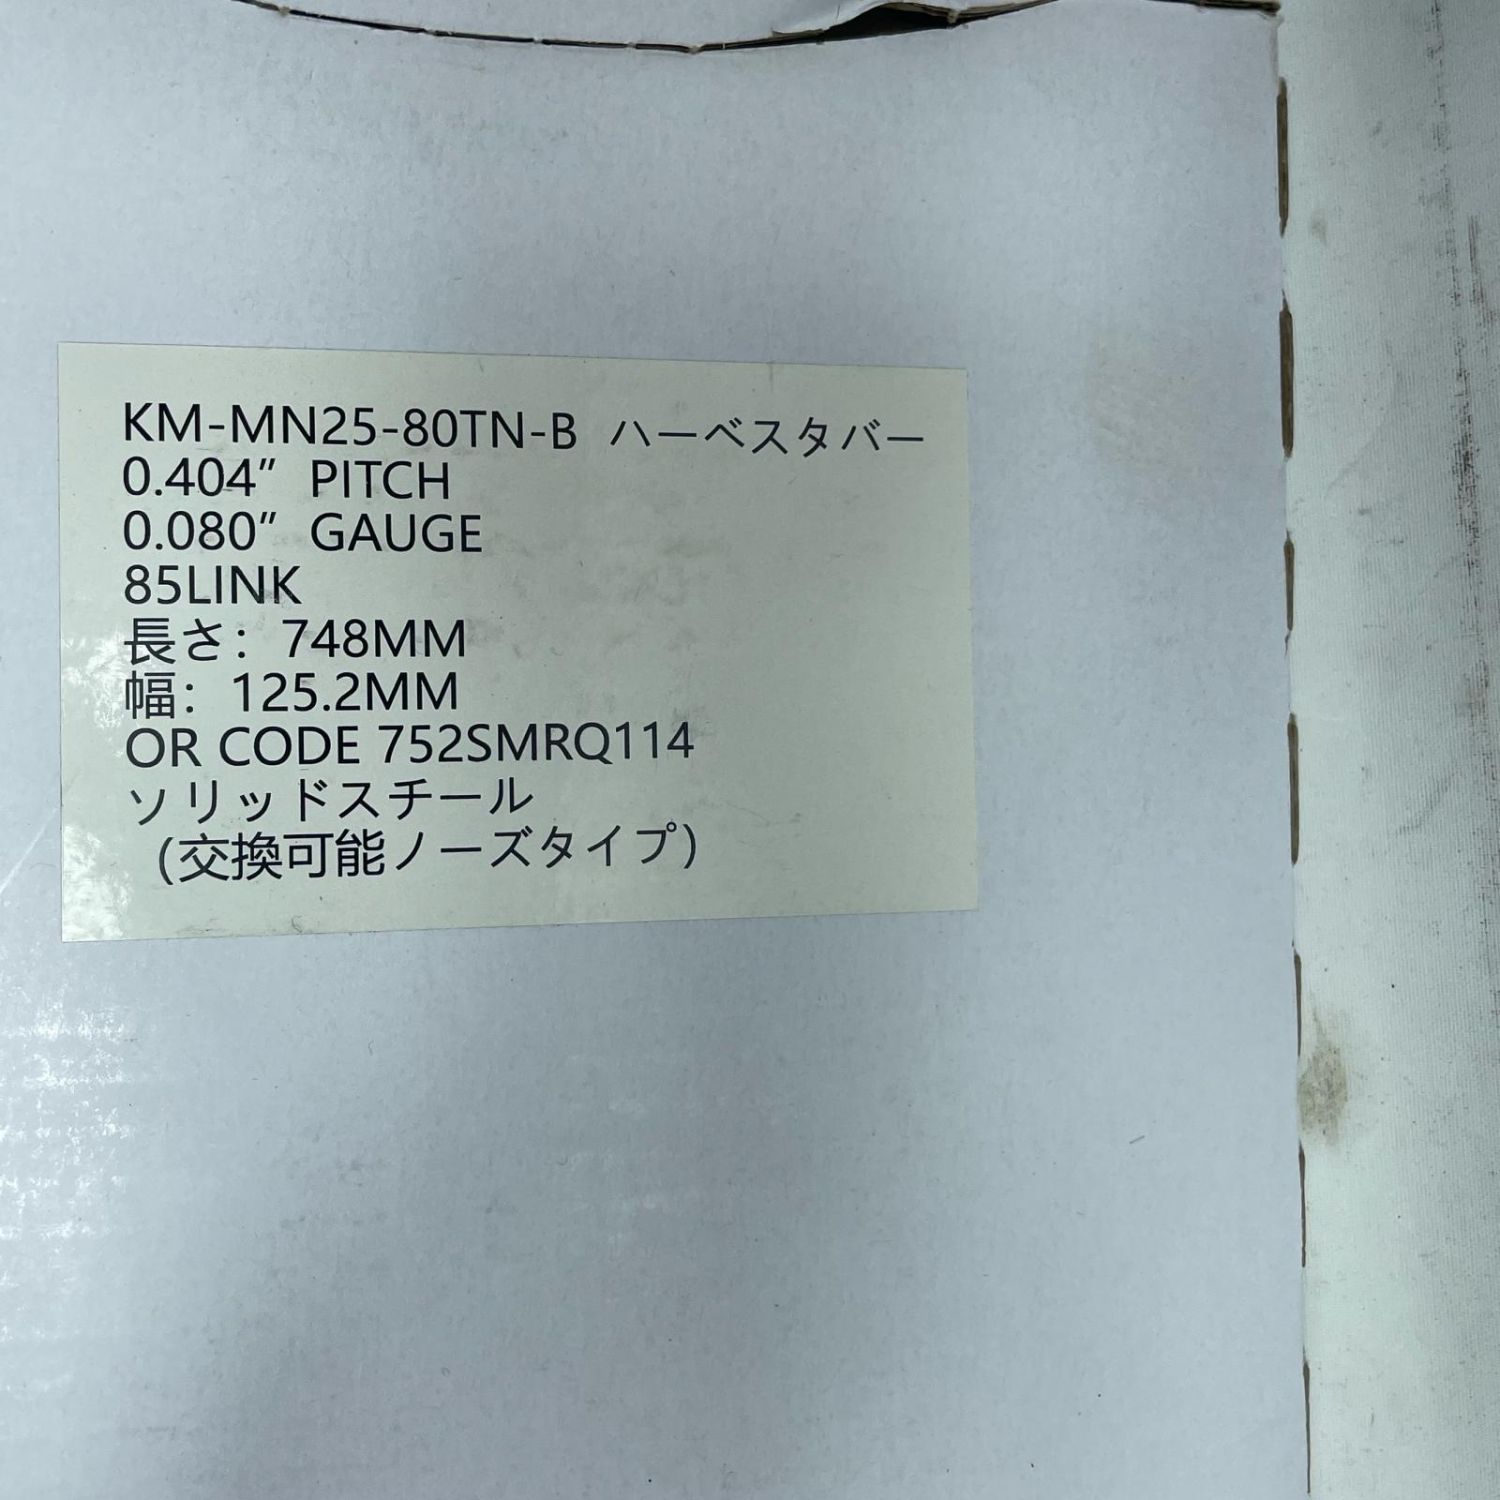 KM-MN25-80TN-B ハーベスタバー
0.404" PITCH
0.080" GAUGE
85LINK
長さ：748MM
幅：125.2MM
OR CODE 752SMRQ114
ソリッドスチール
（交換可能ノーズタイプ）